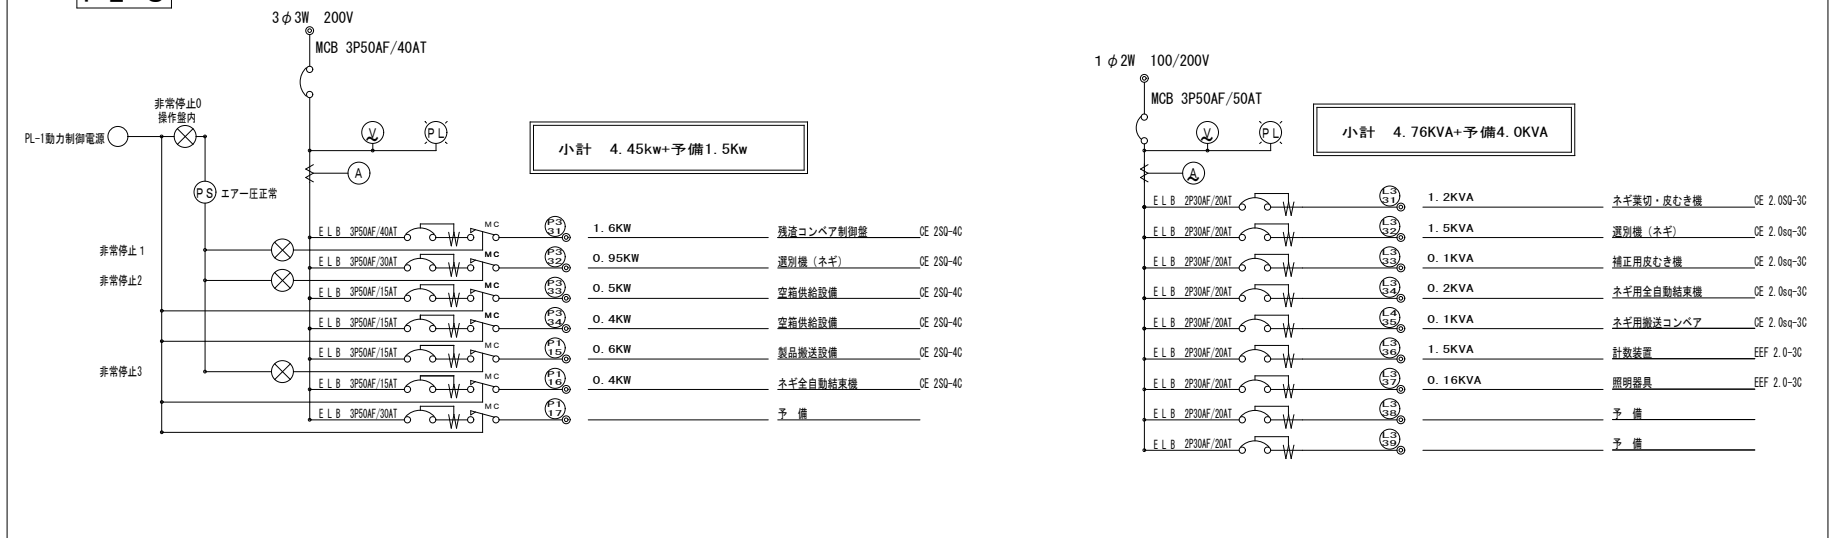 3φ3W 200V
MCB 3P50AF/40AT
非常停止0
操作盤内
PL-1動力制御電源
V
PL
小計 4.45kw+予備1.5Kw
A
PS エアー圧正常
ELB 3P50AF/40AT MC P3 31 1.6KW 残渣コンベア制御盤 CE 2SQ-4C
非常停止1
ELB 3P50AF/30AT MC P3 32 0.95KW 選別機(ネギ) CE 2SQ-4C
非常停止2
ELB 3P50AF/15AT MC P3 33 0.5KW 空箱供給設備 CE 2SQ-4C
ELB 3P50AF/15AT MC P3 34 0.4KW 空箱供給設備 CE 2SQ-4C
ELB 3P50AF/15AT MC P1 15 0.6KW 製品搬送設備 CE 2SQ-4C
非常停止3
ELB 3P50AF/15AT MC P1 16 0.4KW ネギ全自動結束機 CE 2SQ-4C
ELB 3P50AF/30AT MC P1 17 予 備
1φ2W 100/200V
MCB 3P50AF/50AT
V
PL
小計 4.76KVA+予備4.0KVA
A
ELB 2P30AF/20AT L3 31 1.2KVA ネギ葉切・皮むき機 CE 2.0SQ-3C
ELB 2P30AF/20AT L3 32 1.5KVA 選別機(ネギ) CE 2.0sq-3C
ELB 2P30AF/20AT L3 33 0.1KVA 補正用皮むき機 CE 2.0sq-3C
ELB 2P30AF/20AT L3 34 0.2KVA ネギ用全自動結束機 CE 2.0sq-3C
ELB 2P30AF/20AT L4 35 0.1KVA ネギ用搬送コンベア CE 2.0sq-3C
ELB 2P30AF/20AT L3 36 1.5KVA 計数装置 EEF 2.0-3C
ELB 2P30AF/20AT L3 37 0.16KVA 照明器具 EEF 2.0-3C
ELB 2P30AF/20AT L3 38 予 備
ELB 2P30AF/20AT L3 39 予 備